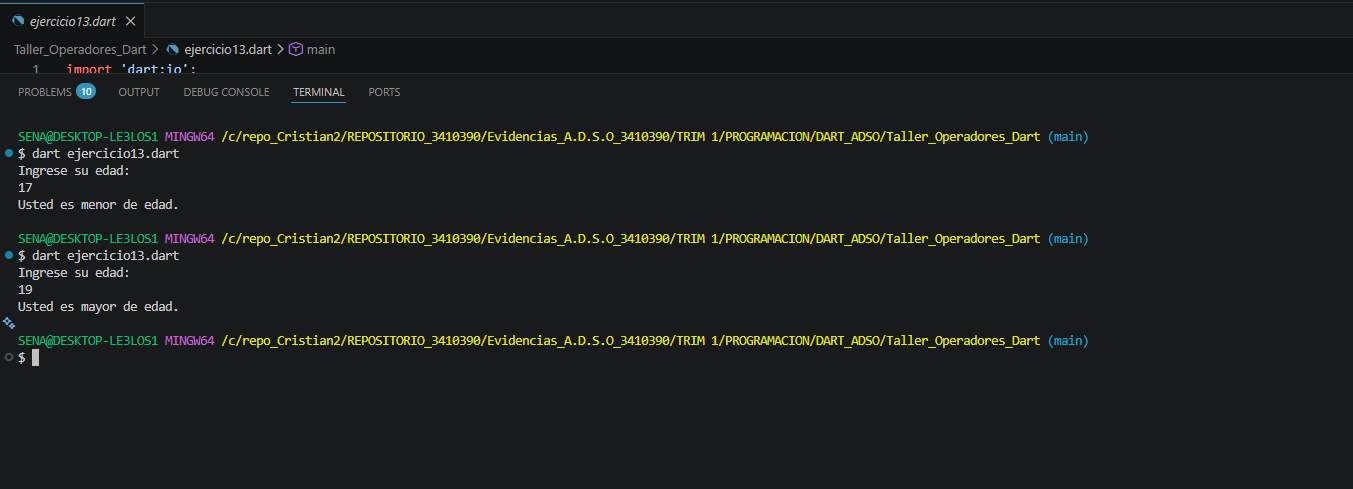 ejercicio13.dart
Taller_Operadores_Dart > ejercicio13.dart > main
1 import 'dart:io';
PROBLEMS 10 OUTPUT DEBUG CONSOLE TERMINAL PORTS
SENA@DESKTOP-LE3LOS1 MINGW64 /c/repo_Cristian2/REPOSITORIO_3410390/Evidencias_A.D.S.O_3410390/TRIM 1/PROGRAMACION/DART_ADSO/Taller_Operadores_Dart (main)
$ dart ejercicio13.dart
Ingrese su edad:
17
Usted es menor de edad.
SENA@DESKTOP-LE3LOS1 MINGW64 /c/repo_Cristian2/REPOSITORIO_3410390/Evidencias_A.D.S.O_3410390/TRIM 1/PROGRAMACION/DART_ADSO/Taller_Operadores_Dart (main)
$ dart ejercicio13.dart
Ingrese su edad:
19
Usted es mayor de edad.
SENA@DESKTOP-LE3LOS1 MINGW64 /c/repo_Cristian2/REPOSITORIO_3410390/Evidencias_A.D.S.O_3410390/TRIM 1/PROGRAMACION/DART_ADSO/Taller_Operadores_Dart (main)
$